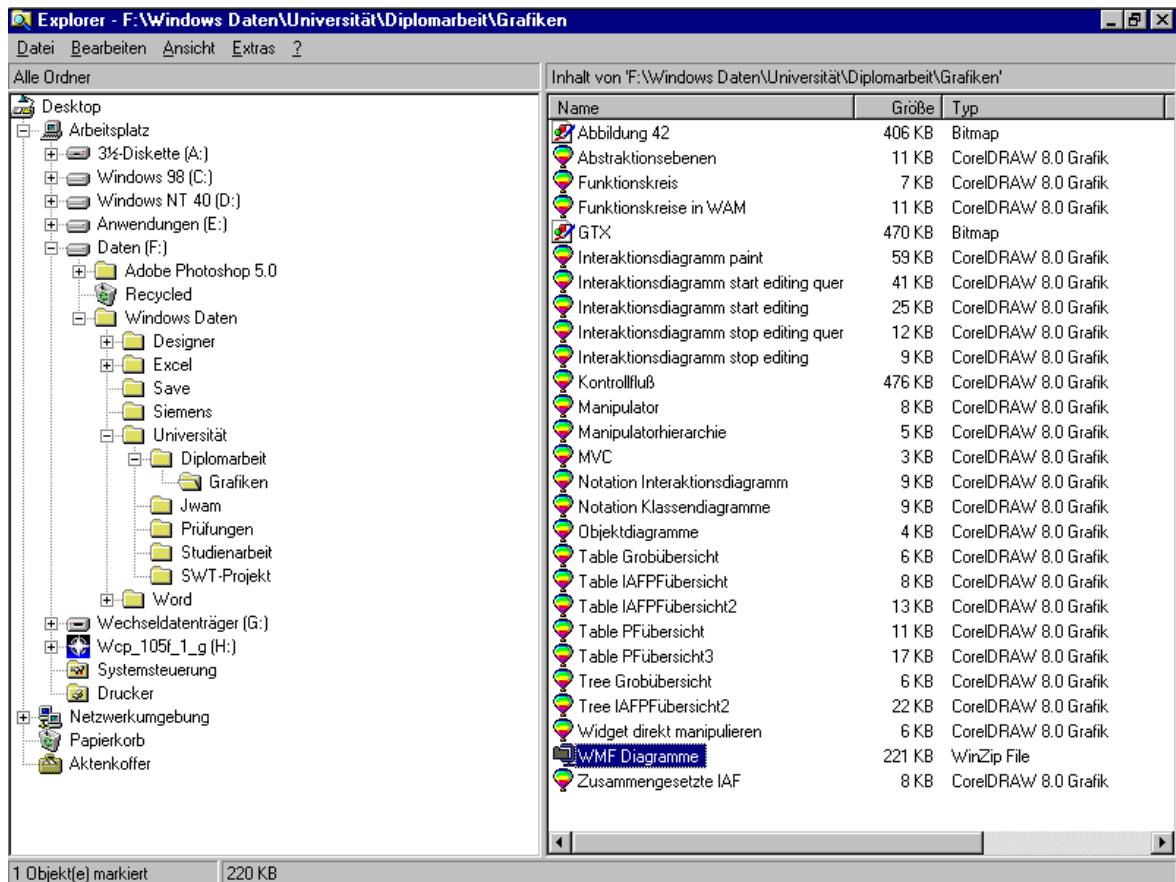 Explorer - F:\Windows Daten\Universität\Diplomarbeit\Grafiken
Datei Bearbeiten Ansicht Extras ?
Alle Ordner
Inhalt von 'F:\Windows Daten\Universität\Diplomarbeit\Grafiken'
Desktop
Arbeitsplatz
3½-Diskette (A:)
Windows 98 (C:)
Windows NT 40 (D:)
Anwendungen (E:)
Daten (F:)
Adobe Photoshop 5.0
Recycled
Windows Daten
Designer
Excel
Save
Siemens
Universität
Diplomarbeit
Grafiken
Jwam
Prüfungen
Studienarbeit
SWT-Projekt
Word
Wechseldatenträger (G:)
Wcp_105f_1_g (H:)
Systemsteuerung
Drucker
Netzwerkumgebung
Papierkorb
Aktenkoffer
Name Größe Typ
Abbildung 42 406 KB Bitmap
Abstraktionsebenen 11 KB CorelDRAW 8.0 Grafik
Funktionskreis 7 KB CorelDRAW 8.0 Grafik
Funktionskreise in WAM 11 KB CorelDRAW 8.0 Grafik
GTX 470 KB Bitmap
Interaktionsdiagramm paint 59 KB CorelDRAW 8.0 Grafik
Interaktionsdiagramm start editing quer 41 KB CorelDRAW 8.0 Grafik
Interaktionsdiagramm start editing 25 KB CorelDRAW 8.0 Grafik
Interaktionsdiagramm stop editing quer 12 KB CorelDRAW 8.0 Grafik
Interaktionsdiagramm stop editing 9 KB CorelDRAW 8.0 Grafik
Kontrollfluß 476 KB CorelDRAW 8.0 Grafik
Manipulator 8 KB CorelDRAW 8.0 Grafik
Manipulatorhierarchie 5 KB CorelDRAW 8.0 Grafik
MVC 3 KB CorelDRAW 8.0 Grafik
Notation Interaktionsdiagramm 9 KB CorelDRAW 8.0 Grafik
Notation Klassendiagramme 9 KB CorelDRAW 8.0 Grafik
Objektdiagramme 4 KB CorelDRAW 8.0 Grafik
Table Grobübersicht 6 KB CorelDRAW 8.0 Grafik
Table IAFPFübersicht 8 KB CorelDRAW 8.0 Grafik
Table IAFPFübersicht2 13 KB CorelDRAW 8.0 Grafik
Table PFübersicht 11 KB CorelDRAW 8.0 Grafik
Table PFübersicht3 17 KB CorelDRAW 8.0 Grafik
Tree Grobübersicht 6 KB CorelDRAW 8.0 Grafik
Tree IAFPFübersicht2 22 KB CorelDRAW 8.0 Grafik
Widget direkt manipulieren 6 KB CorelDRAW 8.0 Grafik
WMF Diagramme 221 KB WinZip File
Zusammengesetzte IAF 8 KB CorelDRAW 8.0 Grafik
1 Objekt(e) markiert 220 KB